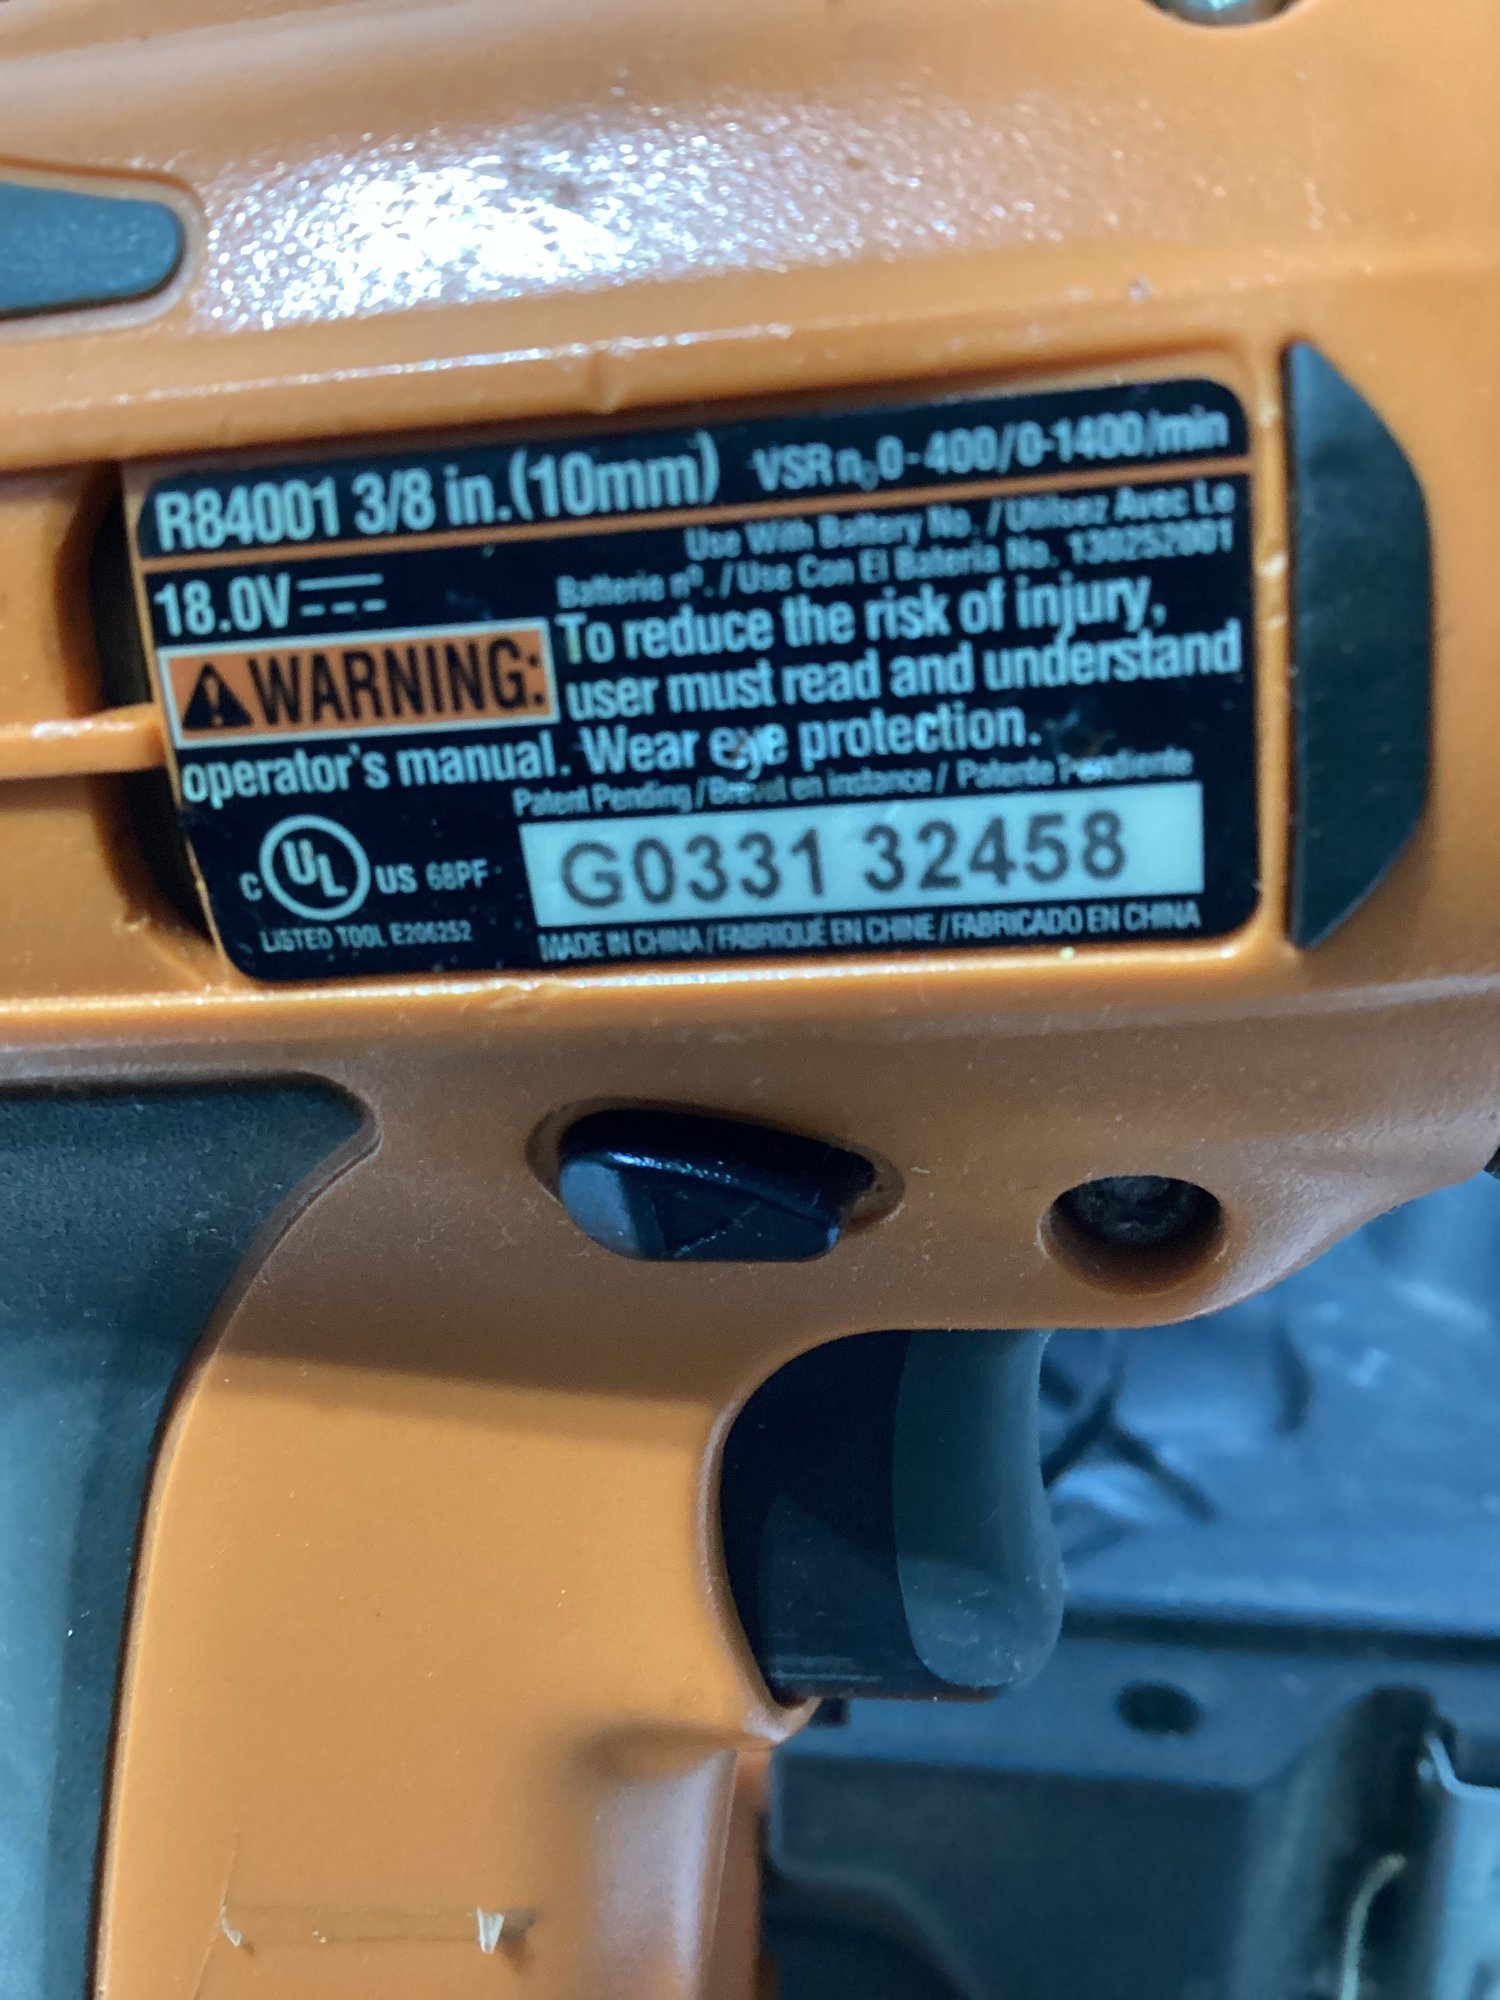 R84001 3/8 in.(10mm) VSR n₀ 0-400/0-1400/min
18.0V
Use With Battery No. /Utilisez Avec Le
Batterie nº. /Use Con El Bateria No. 130252001
WARNING: To reduce the risk of injury,
user must read and understand
operator's manual. Wear eye protection.
Patent Pending / Brevet en instance / Patente Pendiente
G0331 32458
C UL US 68PF
LISTED TOOL E206252
MADE IN CHINA / FABRIQUÉ EN CHINE / FABRICADO EN CHINA